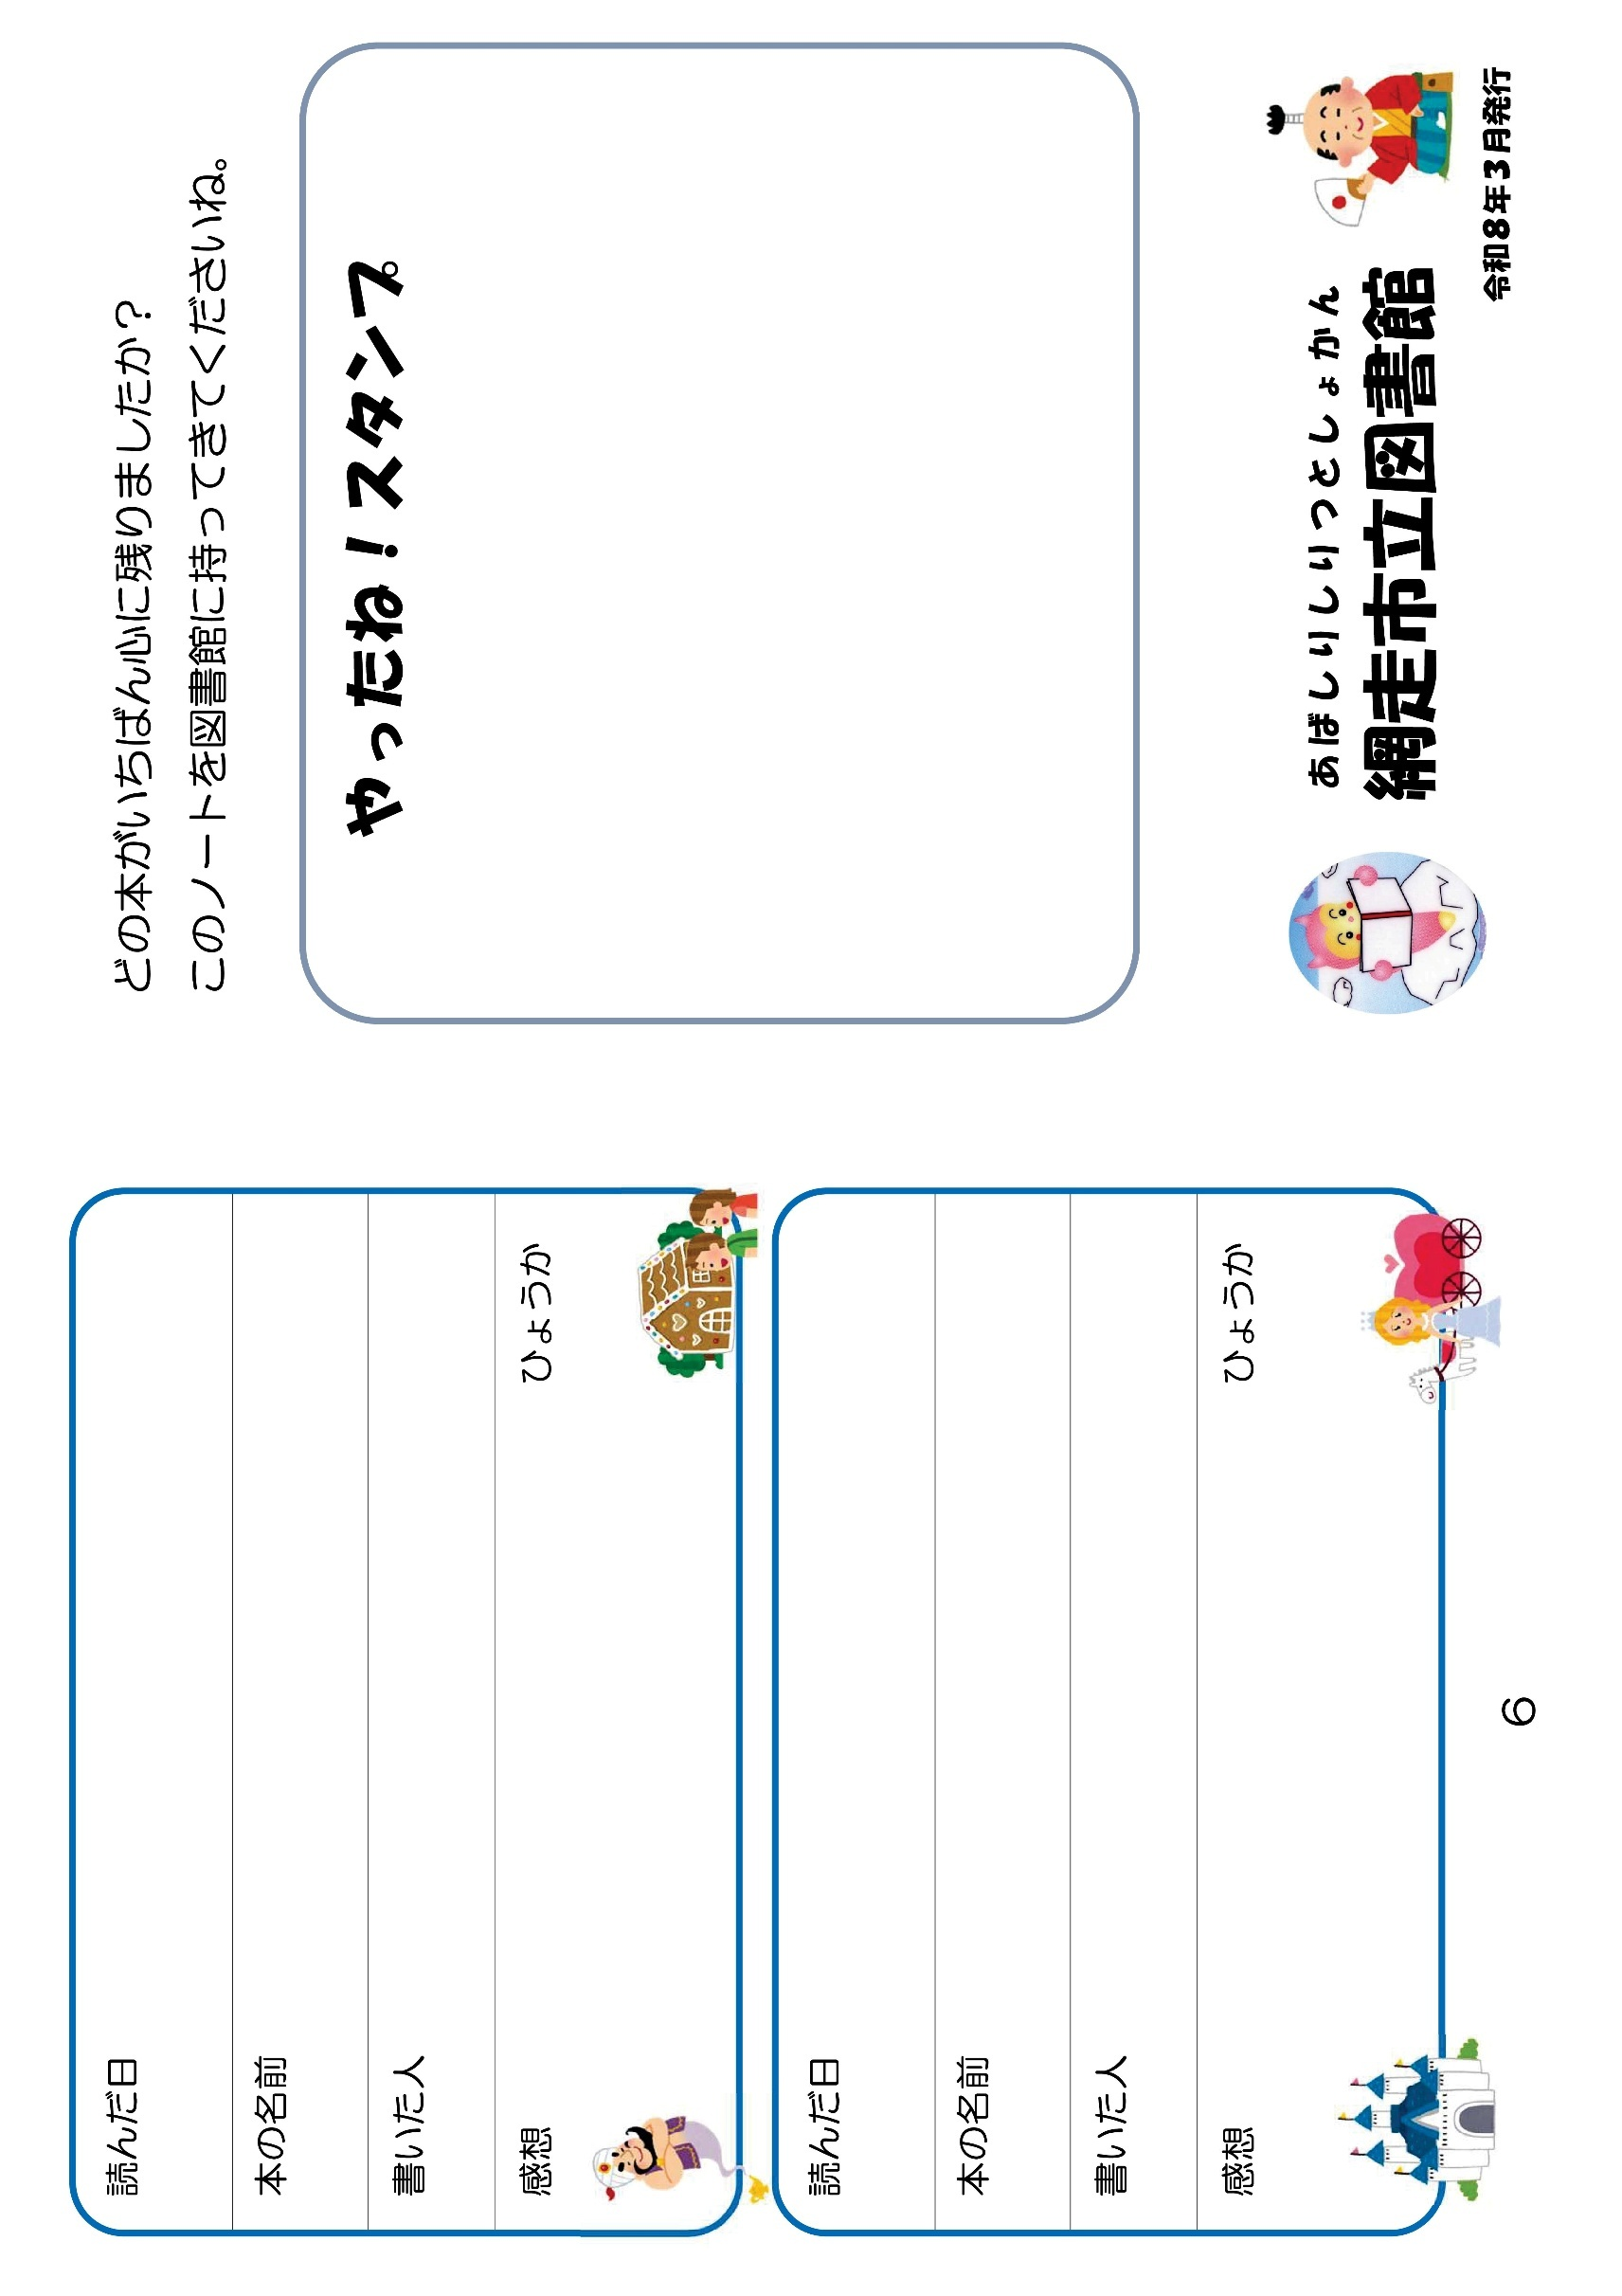 読んだ日
本の名前
書いた人
感想
ひょうか
読んだ日
本の名前
書いた人
感想
ひょうか
6
どの本がいちばん心に残りましたか？
このノートを図書館に持ってきてくださいね。
やったね！スタンプ
あばしりしりつとしょかん
網走市立図書館
令和8年3月発行